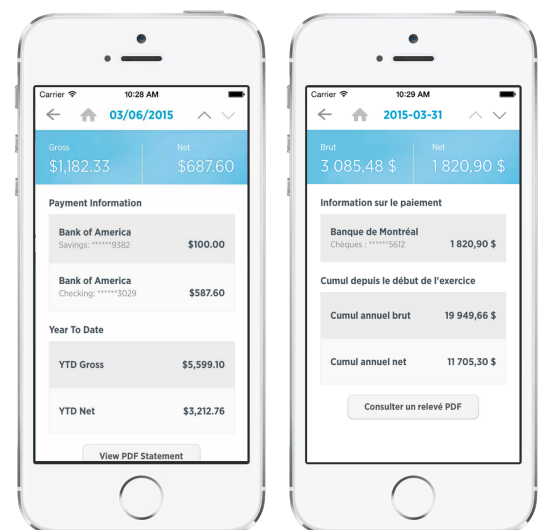 Carrier 10:28 AM
03/06/2015
Gross Net
$1,182.33 $687.60
Payment Information
Bank of America
Savings: ******9382 $100.00
Bank of America
Checking: ******3029 $587.60
Year To Date
YTD Gross $5,599.10
YTD Net $3,212.76
View PDF Statement
Carrier 10:29 AM
2015-03-31
Brut Net
3 085,48 $ 1 820,90 $
Information sur le paiement
Banque de Montréal
Chèques : ******5612 1 820,90 $
Cumul depuis le début de l'exercice
Cumul annuel brut 19 949,66 $
Cumul annuel net 11 705,30 $
Consulter un relevé PDF